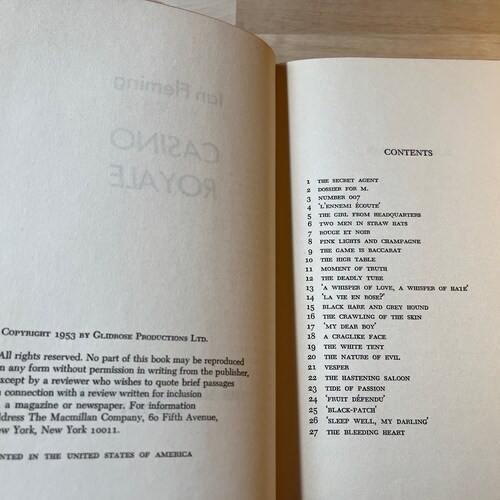 Ian Fleming
CASINO
ROYALE
Copyright 1953 by Glidrose Productions Ltd.
All rights reserved. No part of this book may be reproduced
in any form without permission in writing from the publisher,
except by a reviewer who wishes to quote brief passages
in connection with a review written for inclusion
a magazine or newspaper. For information
address The Macmillan Company, 60 Fifth Avenue,
New York, New York 10011.
PRINTED IN THE UNITED STATES OF AMERICA
CONTENTS
1 THE SECRET AGENT
2 DOSSIER FOR M.
3 NUMBER 007
4 'L'ENNEMI ÉCOUTE'
5 THE GIRL FROM HEADQUARTERS
6 TWO MEN IN STRAW HATS
7 ROUGE ET NOIR
8 PINK LIGHTS AND CHAMPAGNE
9 THE GAME IS BACCARAT
10 THE HIGH TABLE
11 MOMENT OF TRUTH
12 THE DEADLY TUBE
13 'A WHISPER OF LOVE, A WHISPER OF HATE'
14 'LA VIE EN ROSE?'
15 BLACK HARE AND GREY HOUND
16 THE CRAWLING OF THE SKIN
17 'MY DEAR BOY'
18 A CRAGLIKE FACE
19 THE WHITE TENT
20 THE NATURE OF EVIL
21 VESPER
22 THE HASTENING SALOON
23 TIDE OF PASSION
24 'FRUIT DÉFENDU'
25 'BLACK-PATCH'
26 'SLEEP WELL, MY DARLING'
27 THE BLEEDING HEART